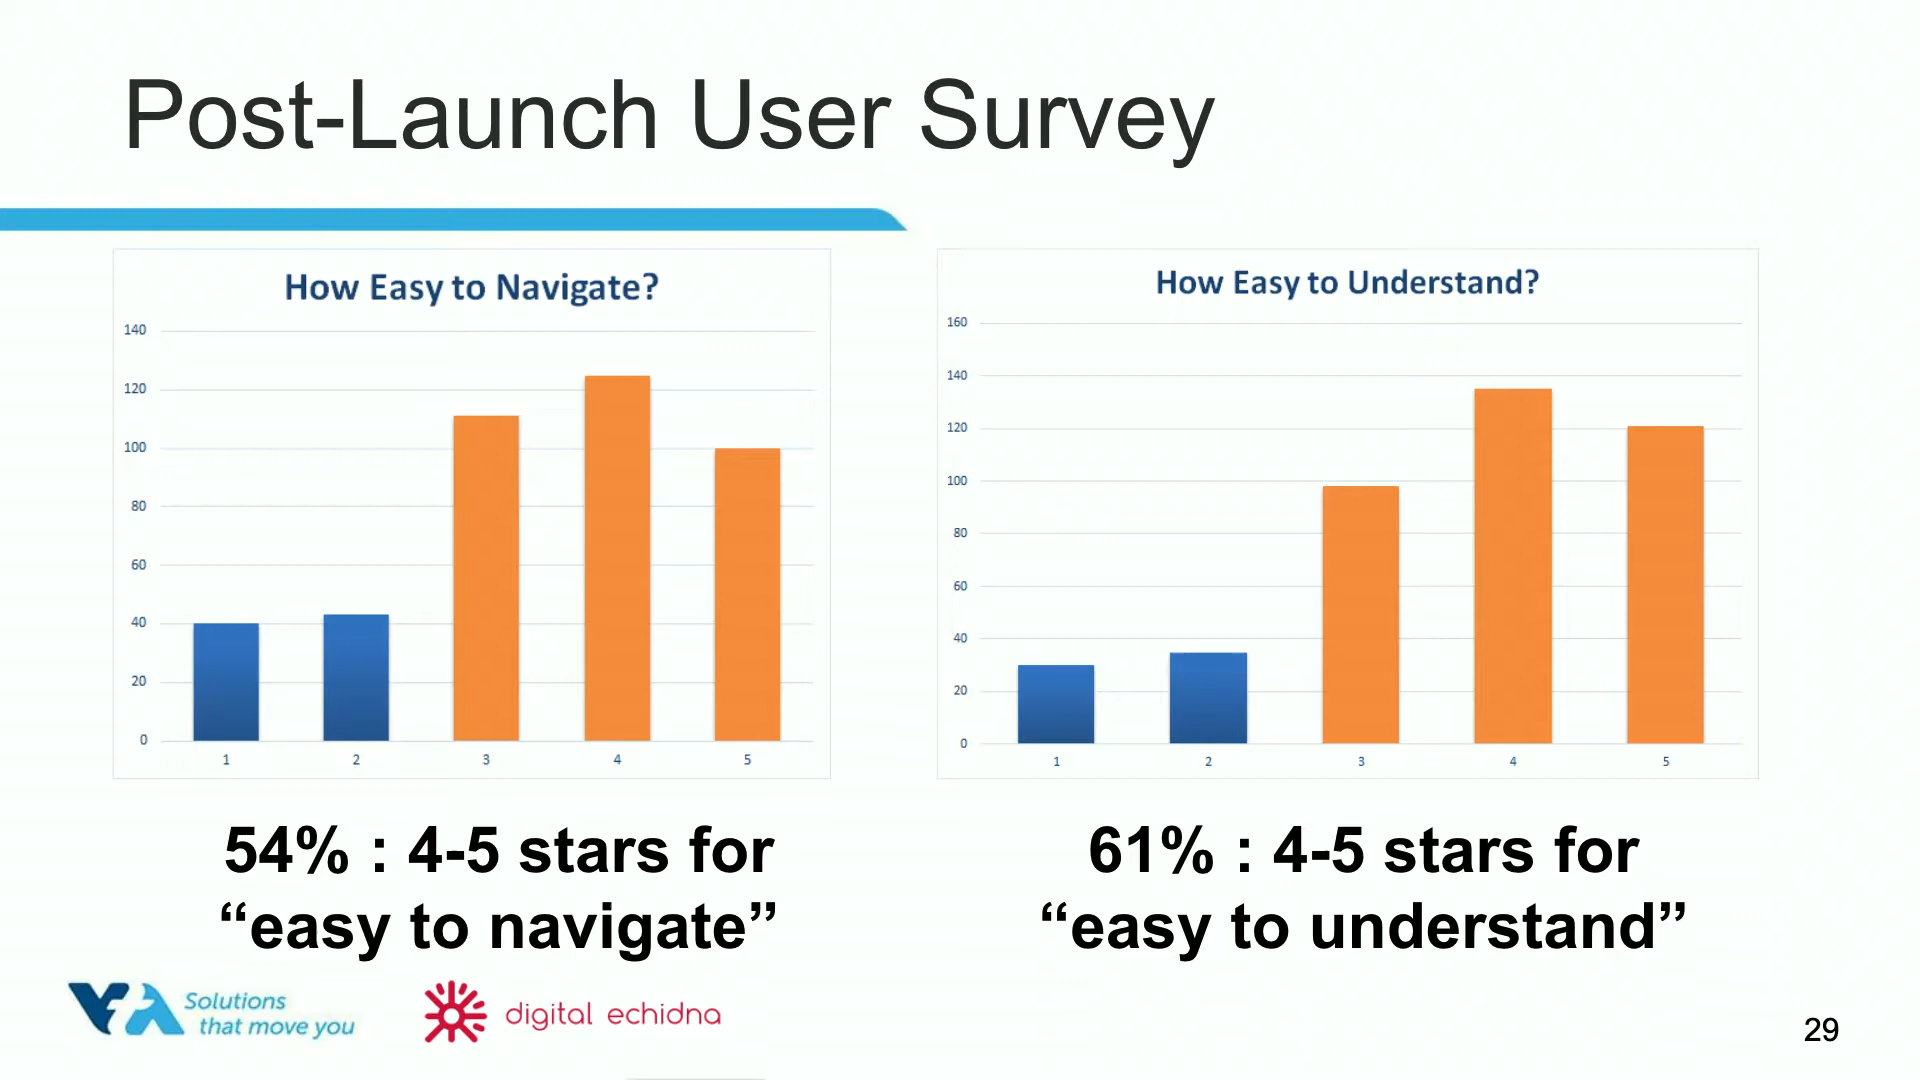 Post-Launch User Survey
How Easy to Navigate?
140
120
100
80
60
40
20
0
1 2 3 4 5
How Easy to Understand?
160
140
120
100
80
60
40
20
0
1 2 3 4 5
54% : 4-5 stars for
“easy to navigate”
61% : 4-5 stars for
“easy to understand”
Solutions
that move you
digital echidna
29